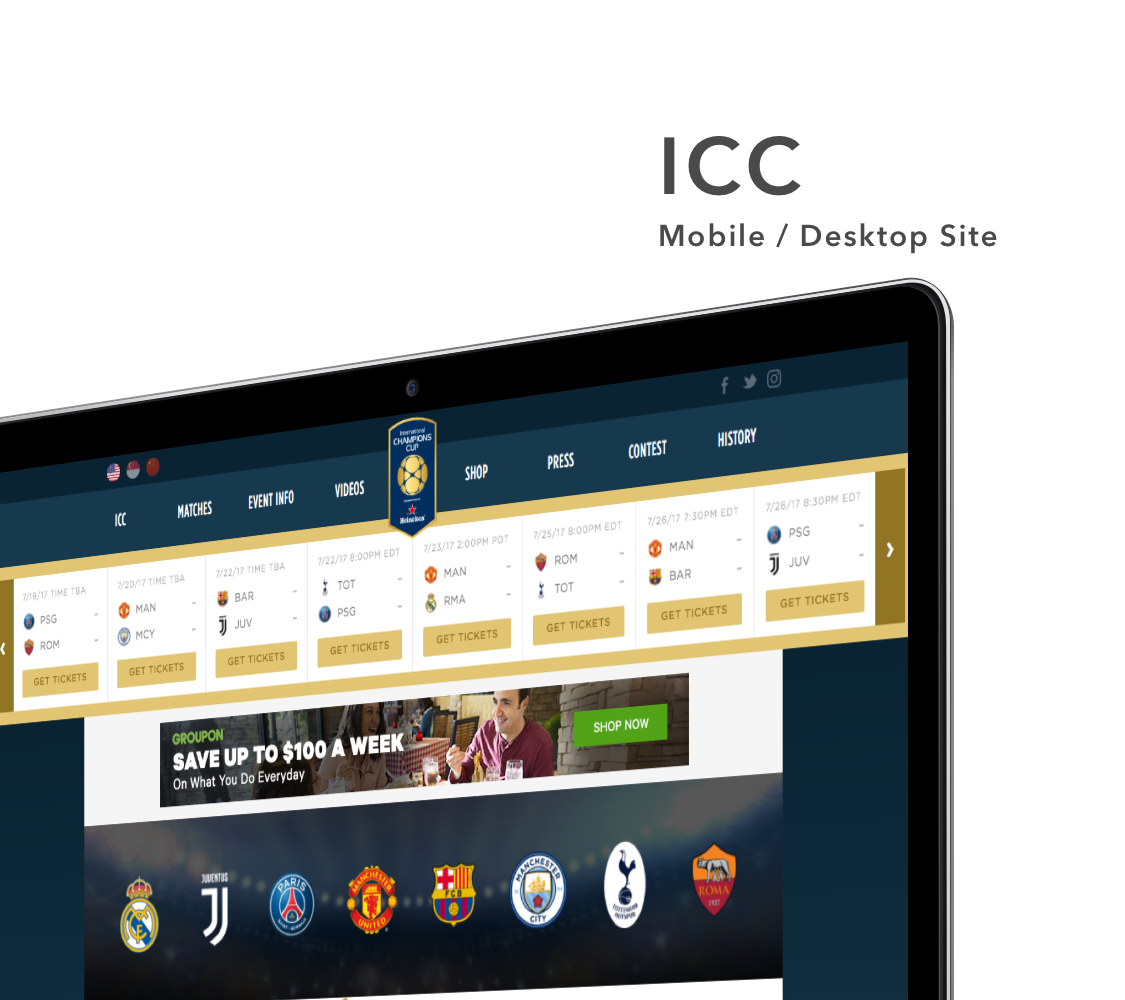 ICC
Mobile / Desktop Site
International
CHAMPIONS
CUP
Heineken
ICC
MATCHES
EVENT INFO
VIDEOS
SHOP
PRESS
CONTEST
HISTORY
7/19/17 TIME TBA
PSG -
ROM -
GET TICKETS
7/20/17 TIME TBA
MAN -
MCY -
GET TICKETS
7/22/17 TIME TBA
BAR -
JUV -
GET TICKETS
7/22/17 8:00PM EDT
TOT -
PSG -
GET TICKETS
7/23/17 2:00PM PDT
MAN -
RMA -
GET TICKETS
7/25/17 8:00PM EDT
ROM -
TOT -
GET TICKETS
7/26/17 7:30PM EDT
MAN -
BAR -
GET TICKETS
7/26/17 8:30PM EDT
PSG -
JUV -
GET TICKETS
GROUPON
SAVE UP TO $100 A WEEK
On What You Do Everyday
SHOP NOW
JUVENTUS
PARIS
SAINT-GERMAIN
MANCHESTER
UNITED
FCB
MANCHESTER
CITY
TOTTENHAM
HOTSPUR
ROMA
1927